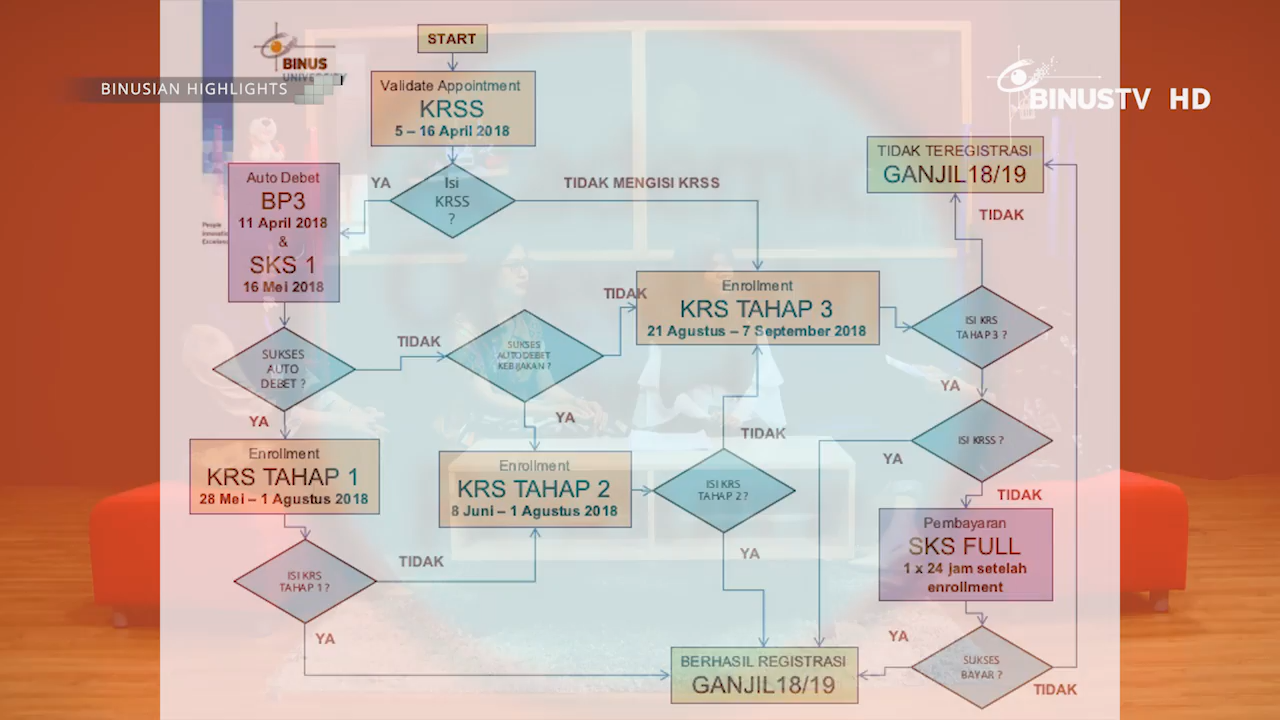 START
BINUS
UNIVERSITY
BINUSIAN HIGHLIGHTS
BINUSTV HD
Validate Appointment
KRSS
5 – 16 April 2018
TIDAK TEREGISTRASI
GANJIL18/19
Auto Debet
BP3
11 April 2018
&
SKS 1
16 Mei 2018
YA
Isi
KRSS
?
TIDAK MENGISI KRSS
TIDAK
People
Innovation
Excellence
Enrollment
KRS TAHAP 3
21 Agustus – 7 September 2018
TIDAK
ISI KRS
TAHAP 3 ?
SUKSES
AUTO
DEBET ?
TIDAK
SUKSES
AUTODEBET
KEBIJAKAN ?
YA
YA
YA
TIDAK
ISI KRSS ?
YA
Enrollment
KRS TAHAP 1
28 Mei – 1 Agustus 2018
Enrollment
KRS TAHAP 2
8 Juni – 1 Agustus 2018
ISI KRS
TAHAP 2 ?
TIDAK
Pembayaran
SKS FULL
1 x 24 jam setelah
enrollment
ISI KRS
TAHAP 1 ?
TIDAK
YA
YA
YA
BERHASIL REGISTRASI
GANJIL18/19
SUKSES
BAYAR ?
TIDAK